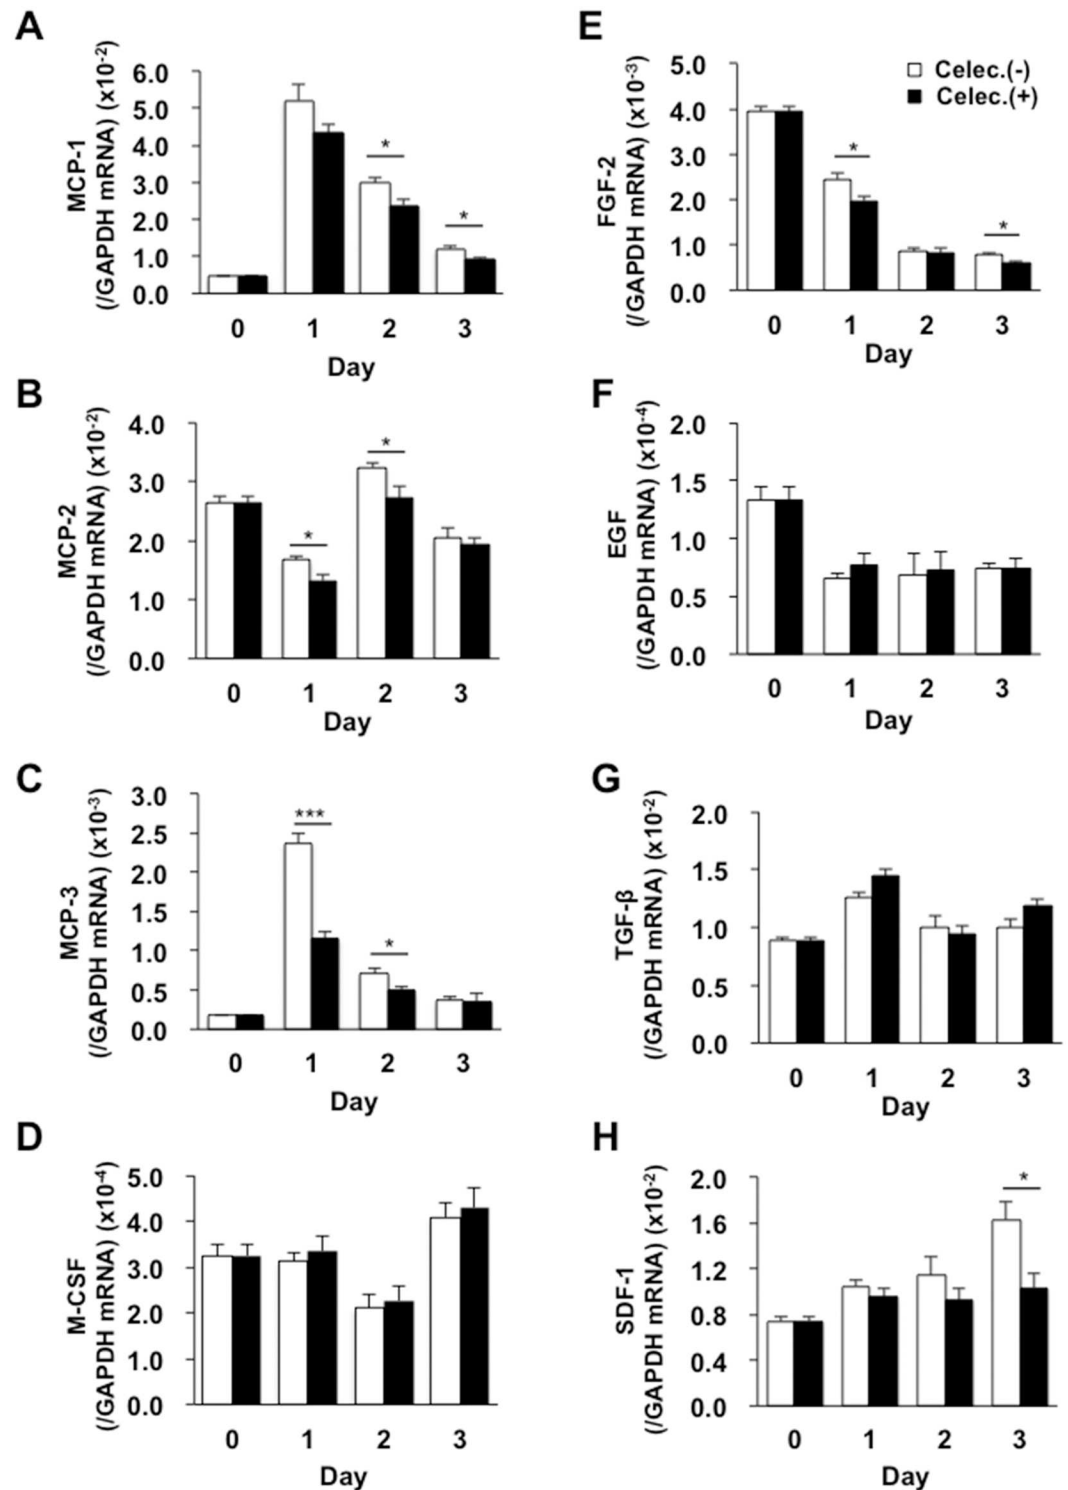 A
MCP-1
(/GAPDH mRNA) (x10-2)
6.0
5.0
4.0
3.0
2.0
1.0
0.0
*
*
0 1 2 3
Day
B
MCP-2
(/GAPDH mRNA) (x10-2)
4.0
3.0
2.0
1.0
0.0
*
*
0 1 2 3
Day
C
MCP-3
(/GAPDH mRNA) (x10-3)
3.0
2.5
2.0
1.5
1.0
0.5
0.0
***
*
0 1 2 3
Day
D
M-CSF
(/GAPDH mRNA) (x10-4)
5.0
4.0
3.0
2.0
1.0
0.0
0 1 2 3
Day
E
FGF-2
(/GAPDH mRNA) (x10-3)
5.0
4.0
3.0
2.0
1.0
0.0
Celec.(-)
Celec.(+)
*
*
0 1 2 3
Day
F
EGF
(/GAPDH mRNA) (x10-4)
2.0
1.5
1.0
0.5
0.0
0 1 2 3
Day
G
TGF-β
(/GAPDH mRNA) (x10-2)
2.0
1.5
1.0
0.5
0.0
0 1 2 3
Day
H
SDF-1
(/GAPDH mRNA) (x10-2)
2.0
1.6
1.2
0.8
0.4
0.0
*
0 1 2 3
Day